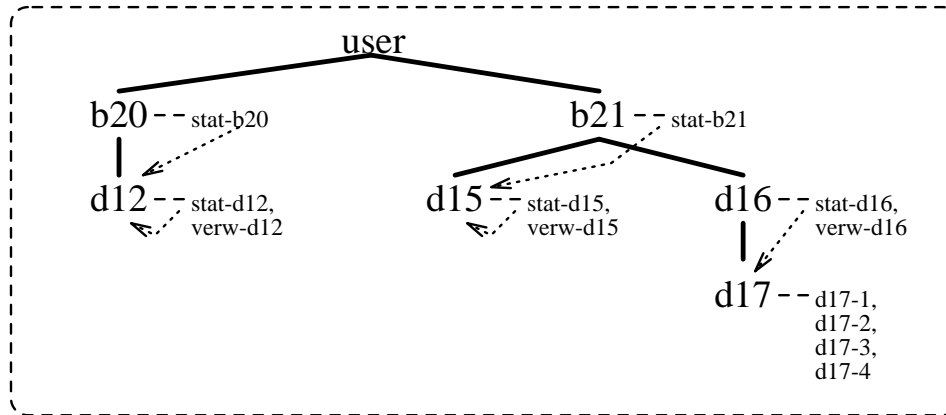 user
b20
stat-b20
b21
stat-b21
d12
stat-d12,
verw-d12
d15
stat-d15,
verw-d15
d16
stat-d16,
verw-d16
d17
d17-1,
d17-2,
d17-3,
d17-4